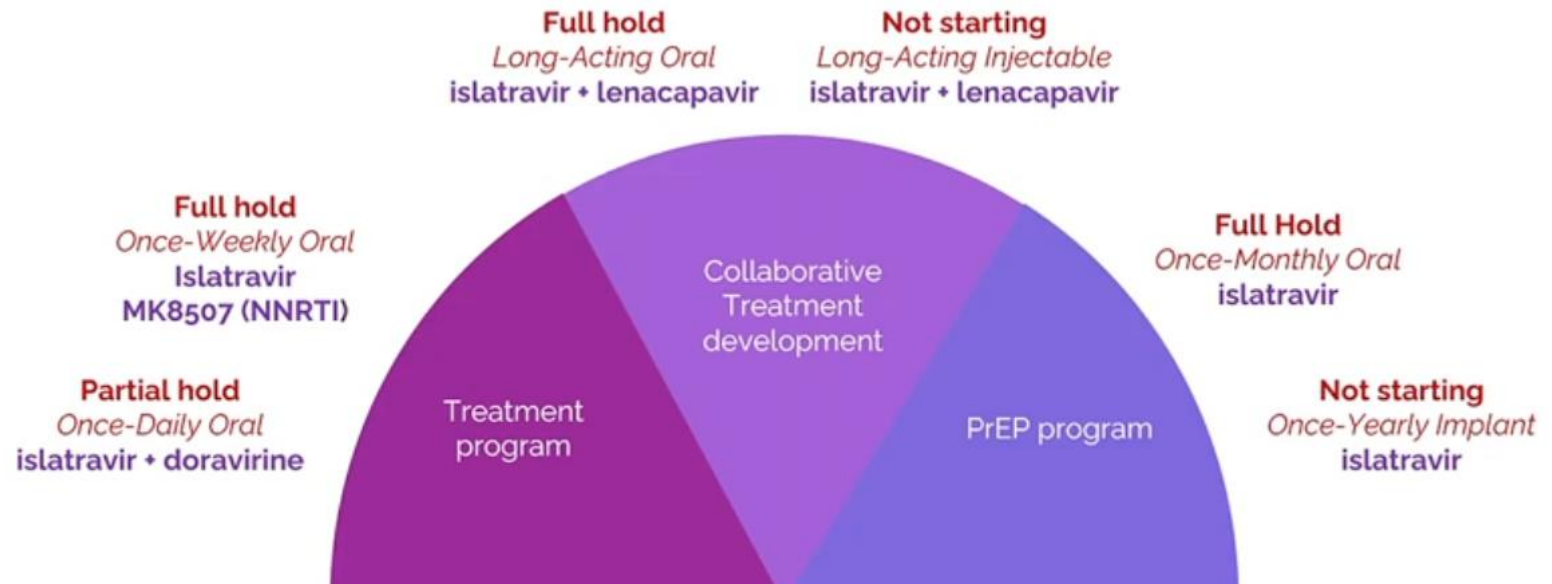 Full hold
Long-Acting Oral
islatravir + lenacapavir
Not starting
Long-Acting Injectable
islatravir + lenacapavir
Full hold
Once-Weekly Oral
Islatravir
MK8507 (NNRTI)
Partial hold
Once-Daily Oral
islatravir + doravirine
Treatment
program
Collaborative
Treatment
development
PrEP program
Full Hold
Once-Monthly Oral
islatravir
Not starting
Once-Yearly Implant
islatravir